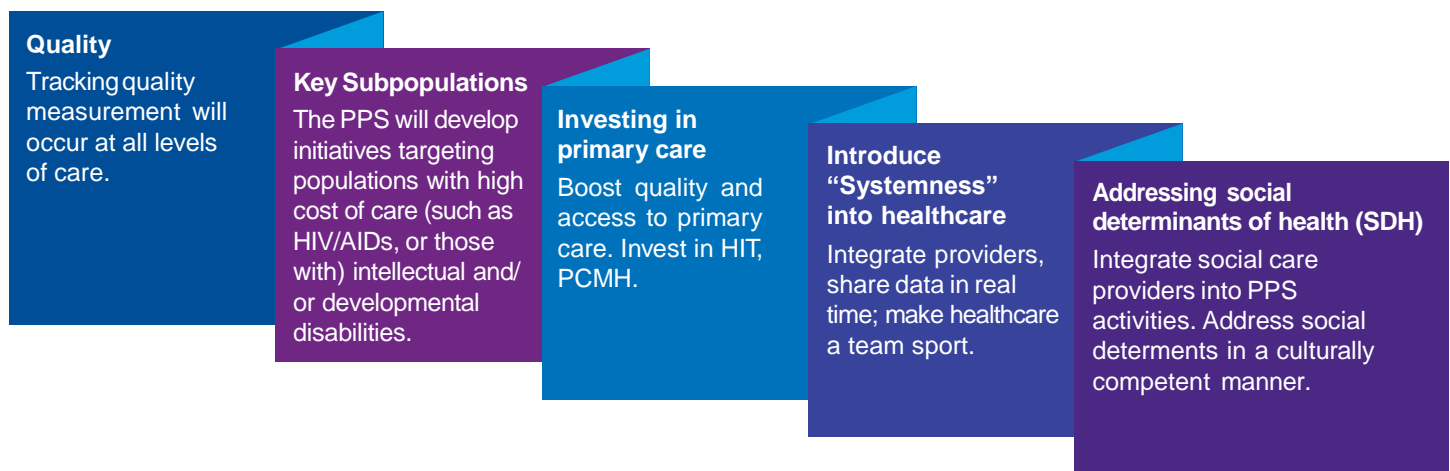 Quality
Tracking quality
measurement will
occur at all levels
of care.
Key Subpopulations
The PPS will develop
initiatives targeting
populations with high
cost of care (such as
HIV/AIDs, or those
with) intellectual and/
or developmental
disabilities.
Investing in
primary care
Boost quality and
access to primary
care. Invest in HIT,
PCMH.
Introduce
“Systemness”
into healthcare
Integrate providers,
share data in real
time; make healthcare
a team sport.
Addressing social
determinants of health (SDH)
Integrate social care
providers into PPS
activities. Address social
determents in a culturally
competent manner.